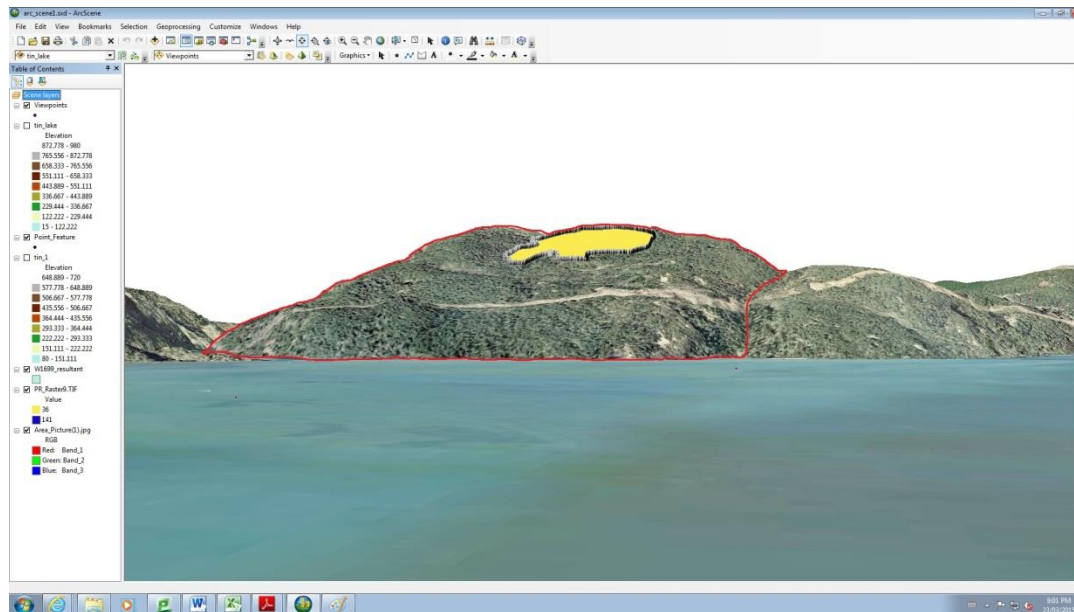 arc_scene1.sxd - ArcScene
File Edit View Bookmarks Selection Geoprocessing Customize Windows Help
tin_lake Viewpoints Graphics
Table of Contents
Scene layers
Viewpoints
tin_lake
Elevation
872.778 - 980
765.556 - 872.778
658.333 - 765.556
551.111 - 658.333
443.889 - 551.111
336.667 - 443.889
229.444 - 336.667
122.222 - 229.444
15 - 122.222
Point_Feature
tin_1
Elevation
648.889 - 720
577.778 - 648.889
506.667 - 577.778
435.556 - 506.667
364.444 - 435.556
293.333 - 364.444
222.222 - 293.333
151.111 - 222.222
80 - 151.111
W1699_resultant
PR_Raster9.TIF
Value
36
141
Area_Picture(1).jpg
RGB
Red: Band_1
Green: Band_2
Blue: Band_3
9:01 PM